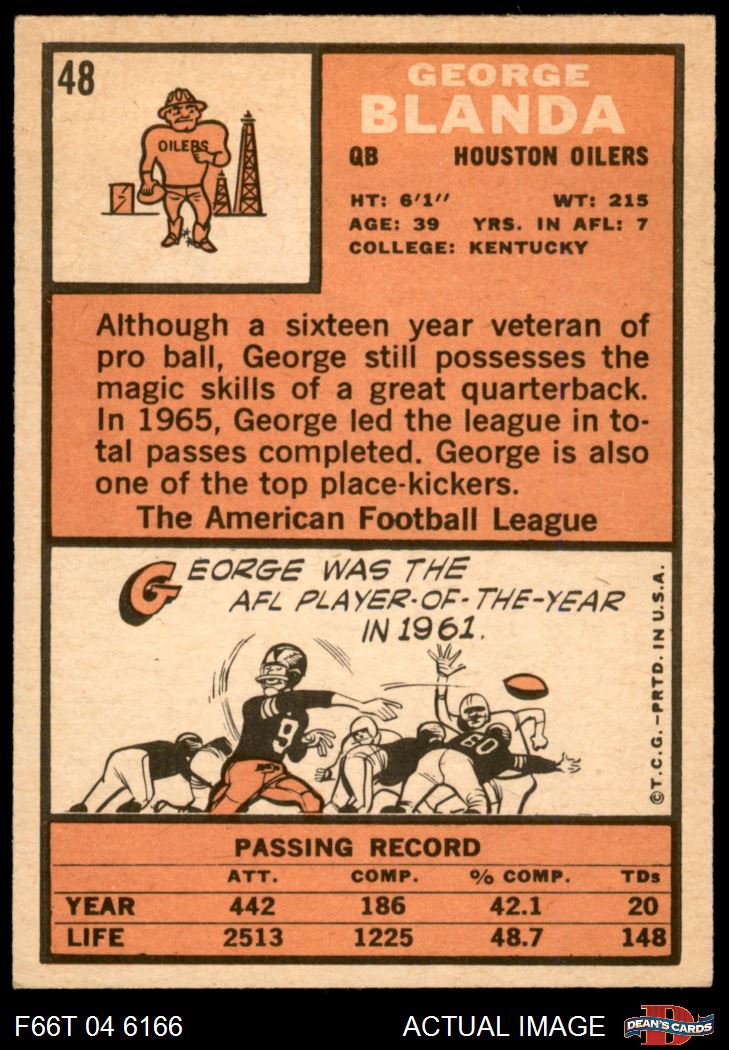 48
OILERS
GEORGE
BLANDA
QB HOUSTON OILERS
HT: 6'1" WT: 215
AGE: 39 YRS. IN AFL: 7
COLLEGE: KENTUCKY
Although a sixteen year veteran of
pro ball, George still possesses the
magic skills of a great quarterback.
In 1965, George led the league in to-
tal passes completed. George is also
one of the top place-kickers.
The American Football League
GEORGE WAS THE
AFL PLAYER-OF-THE-YEAR
IN 1961.
9
60
©T.C.G.–PRTD. IN U.S.A.
PASSING RECORD
ATT. COMP. % COMP. TDs
YEAR 442 186 42.1 20
LIFE 2513 1225 48.7 148
F66T 04 6166 ACTUAL IMAGE
D
DEAN'S CARDS